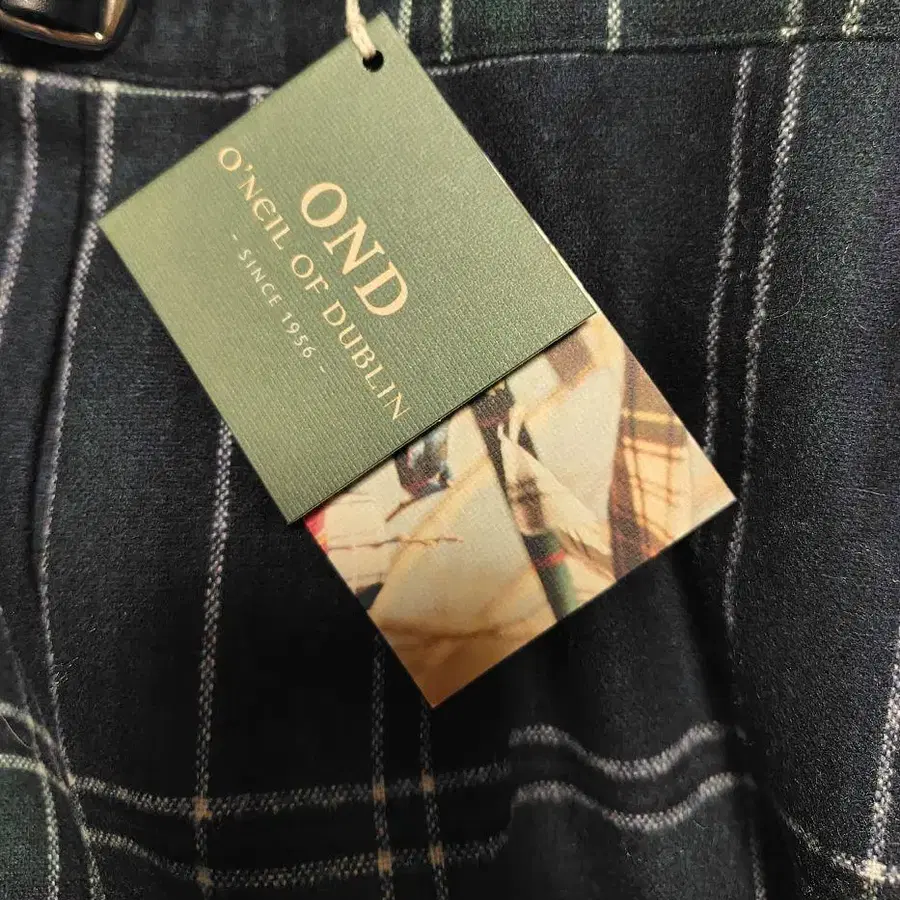 OND
O'NEIL OF DUBLIN
- SINCE 1956 -